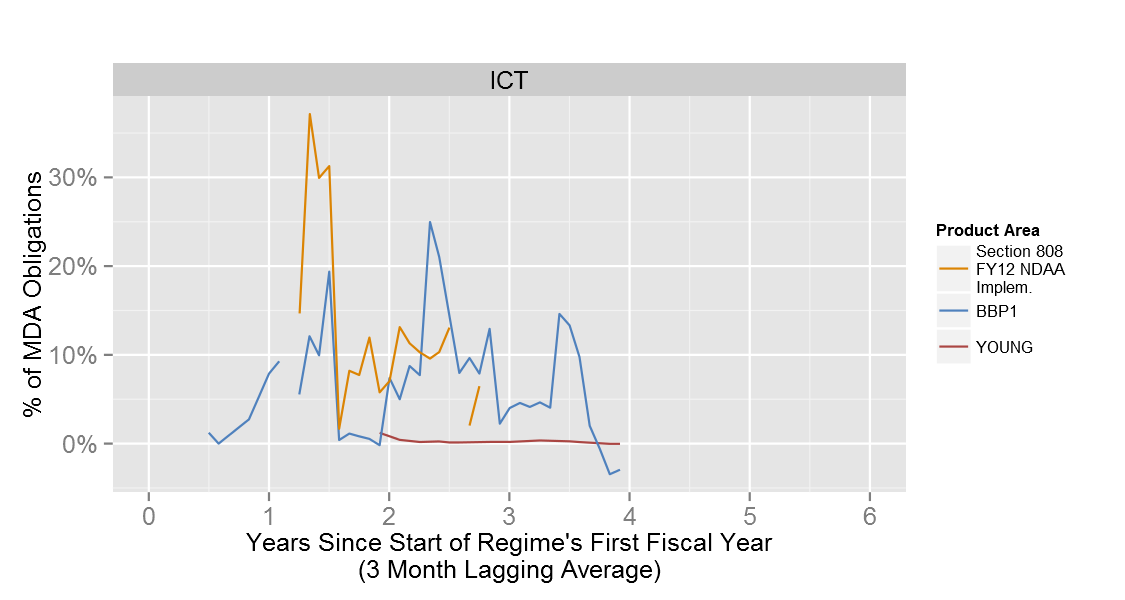 ICT
% of MDA Obligations
30%
20%
10%
0%
0 1 2 3 4 5 6
Years Since Start of Regime's First Fiscal Year
(3 Month Lagging Average)
Product Area
Section 808
FY12 NDAA
Implem.
BBP1
YOUNG